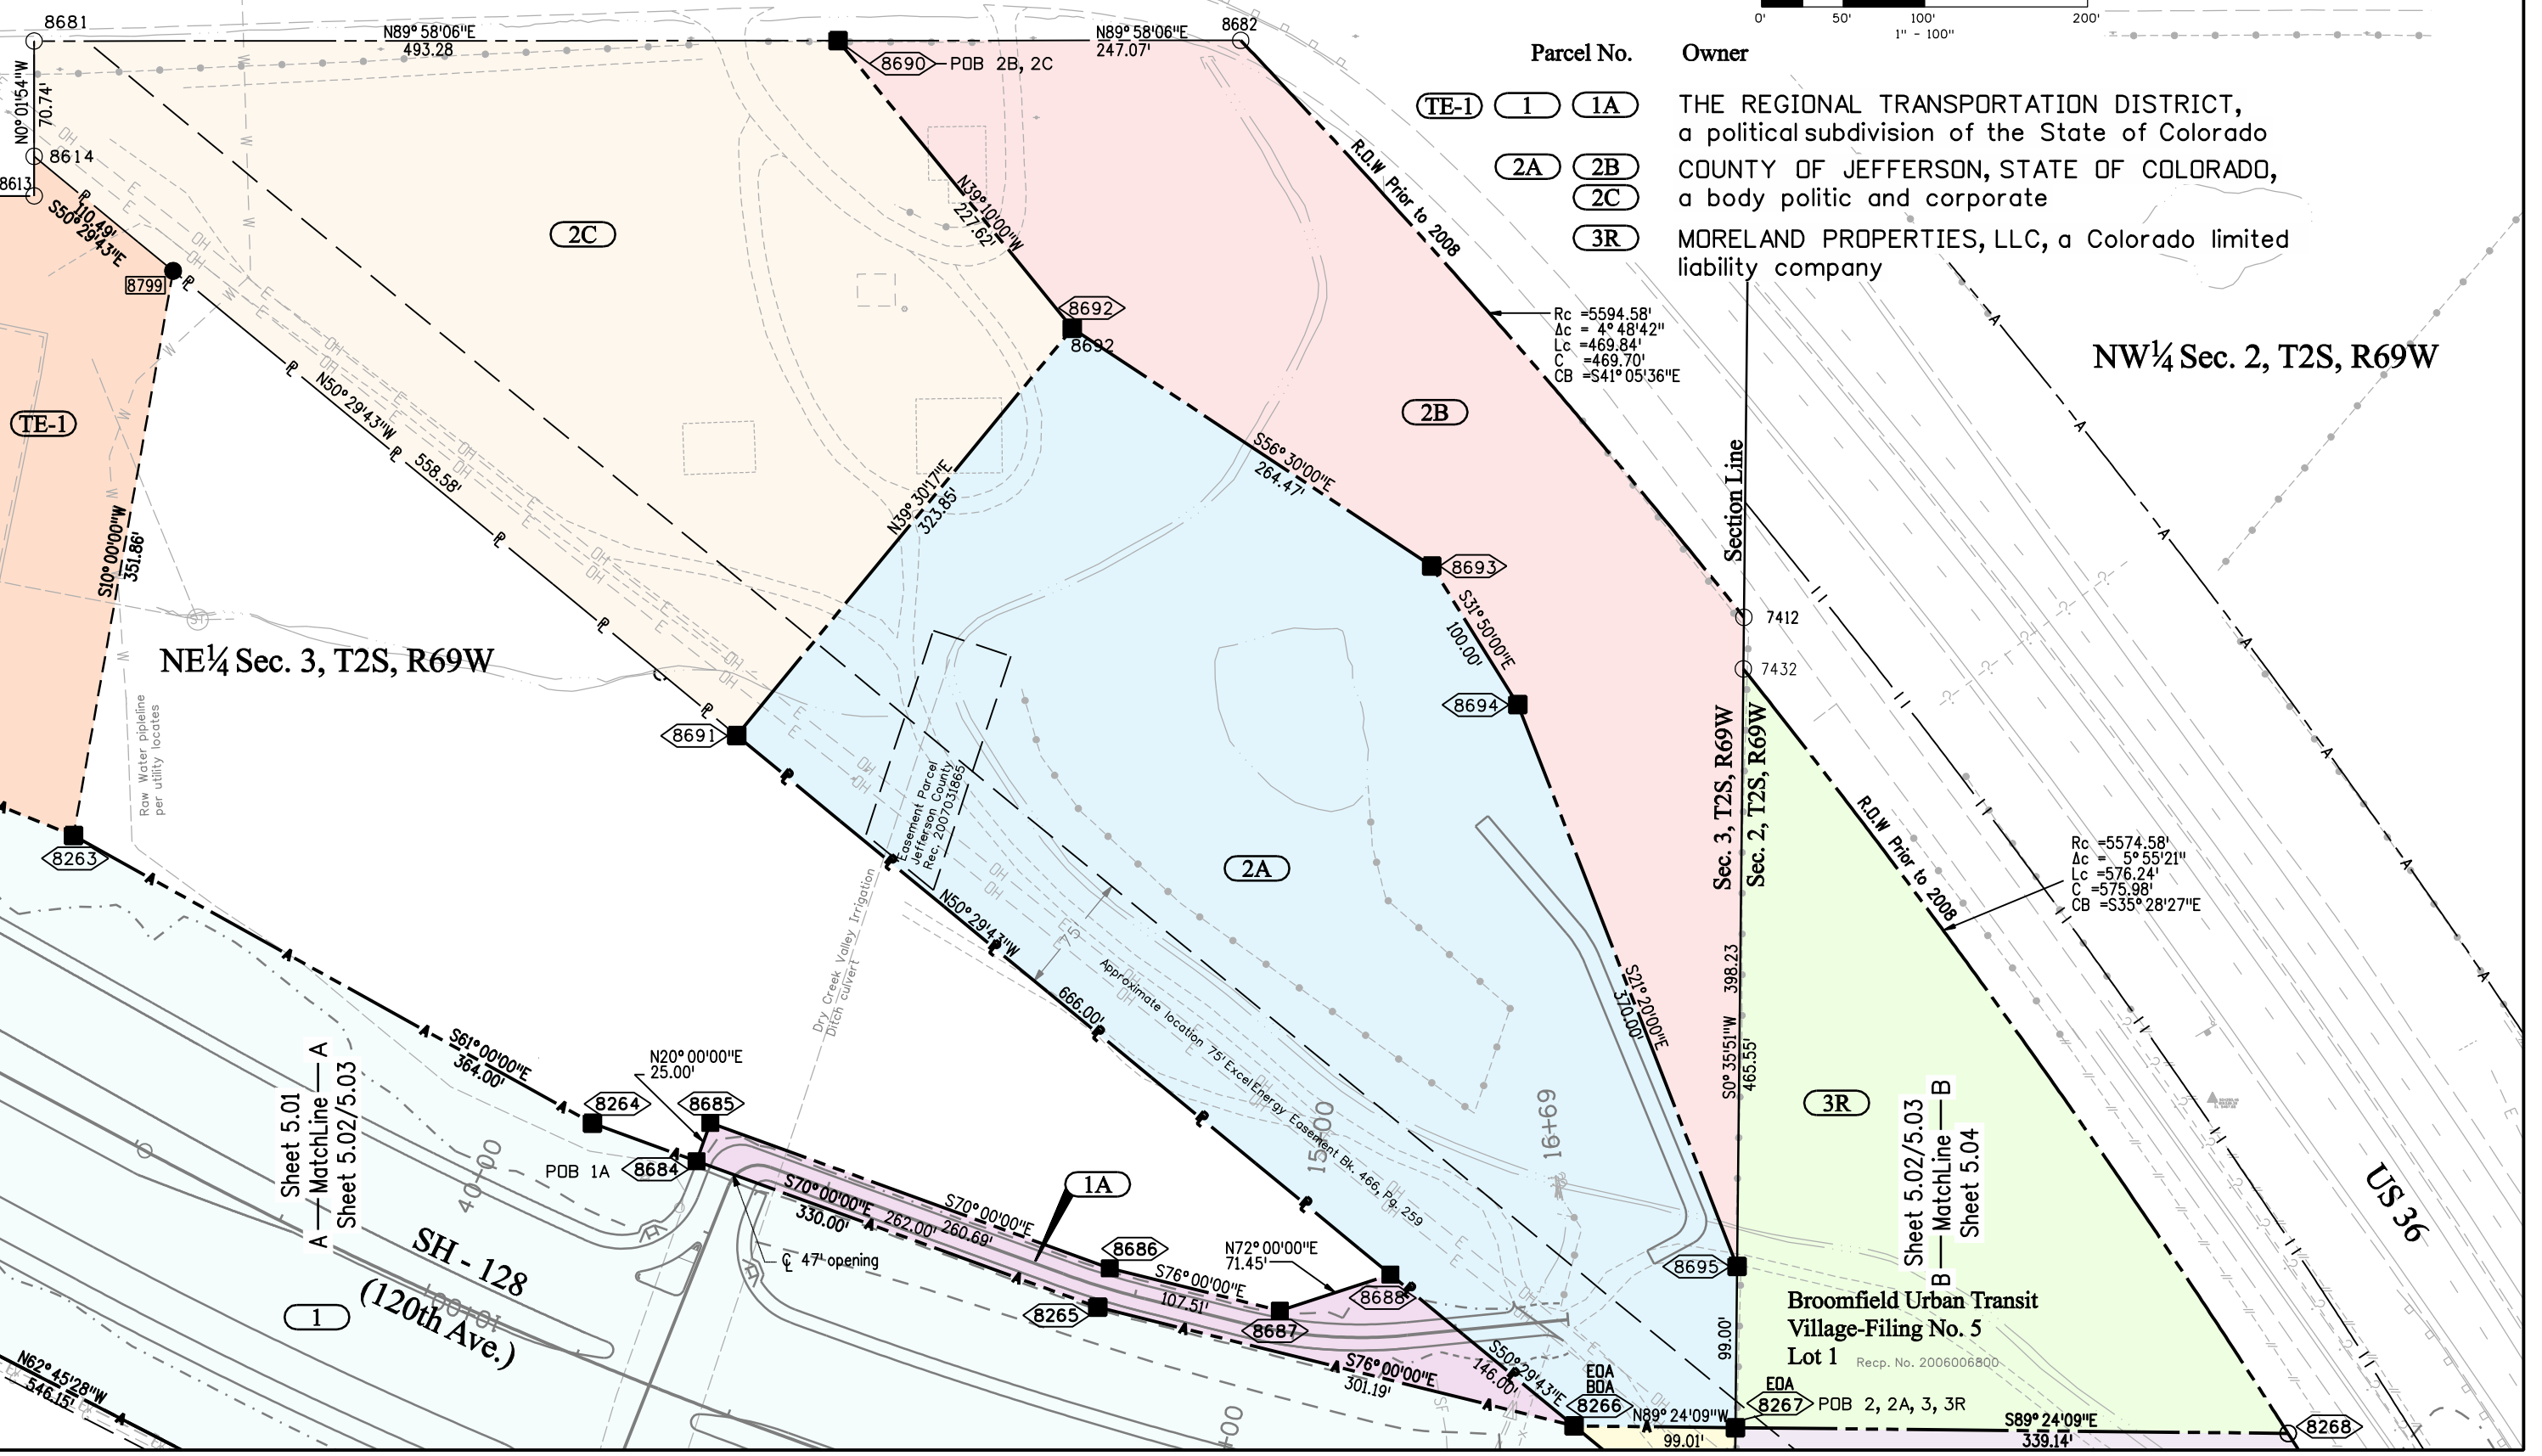 8681
N89°58'06"E
493.28
N89°58'06"E
247.07'
8682
0' 50' 100' 200'
1" - 100"
8690 POB 2B, 2C
N0°01'54"W
70.74'
8614
8613
110.49'
S50°29'43"E
8799
2C
N39°10'00"W
227.62'
R.O.W Prior to 2008
Parcel No. Owner
TE-1 1 1A THE REGIONAL TRANSPORTATION DISTRICT,
a political subdivision of the State of Colorado
2A 2B COUNTY OF JEFFERSON, STATE OF COLORADO,
2C a body politic and corporate
3R MORELAND PROPERTIES, LLC, a Colorado limited
liability company
8692
8692
Rc =5594.58'
Δc = 4°48'42"
Lc =469.84'
C =469.70'
CB =S41°05'36"E
NW¼ Sec. 2, T2S, R69W
TE-1
N50°29'43"W
558.58'
2B
S56°30'00"E
264.47'
N39°30'17"E
323.85'
Section Line
S10°00'00"W
351.86'
8693
S31°50'00"E
100.00'
7412
7432
NE¼ Sec. 3, T2S, R69W
8694
8691
Sec. 3, T2S, R69W
Sec. 2, T2S, R69W
Raw Water pipleline
per utility locates
Easement Parcel
Jefferson County
Rec. 2007031865
8263
2A
R.O.W Prior to 2008
Rc =5574.58'
Δc = 5°55'21"
Lc =576.24'
C =575.98'
CB =S35°28'27"E
Dry Creek Valley Irrigation
Ditch culvert
N50°29'43"W
666.00'
75'
Approximate location 75' Excel Energy Easement Bk. 466, Pg. 259
S21°20'00"E
370.00'
398.23
S0°35'51"W
465.55'
S61°00'00"E
364.00'
N20°00'00"E
25.00'
8264
8685
POB 1A 8684
Sheet 5.01
A MatchLine A
Sheet 5.02/5.03
40+00
15+00
16+69
3R
Sheet 5.02/5.03
B MatchLine B
Sheet 5.04
US 36
1A
S70°00'00"E
330.00'
262.00'
S70°00'00"E
260.69'
℄ 47' opening
8686
S76°00'00"E
107.51'
N72°00'00"E
71.45'
8688
8695
8265
8687
SH - 128
(120th Ave.)
10+00
1
N62°45'28"W
546.15'
S76°00'00"E
301.19'
S50°29'43"E
146.00'
99.00'
Broomfield Urban Transit
Village-Filing No. 5
Lot 1 Recp. No. 2006006800
EOA
BOA
8266
EOA
8267 POB 2, 2A, 3, 3R
N89°24'09"W
99.01'
S89°24'09"E
339.14'
8268
+00